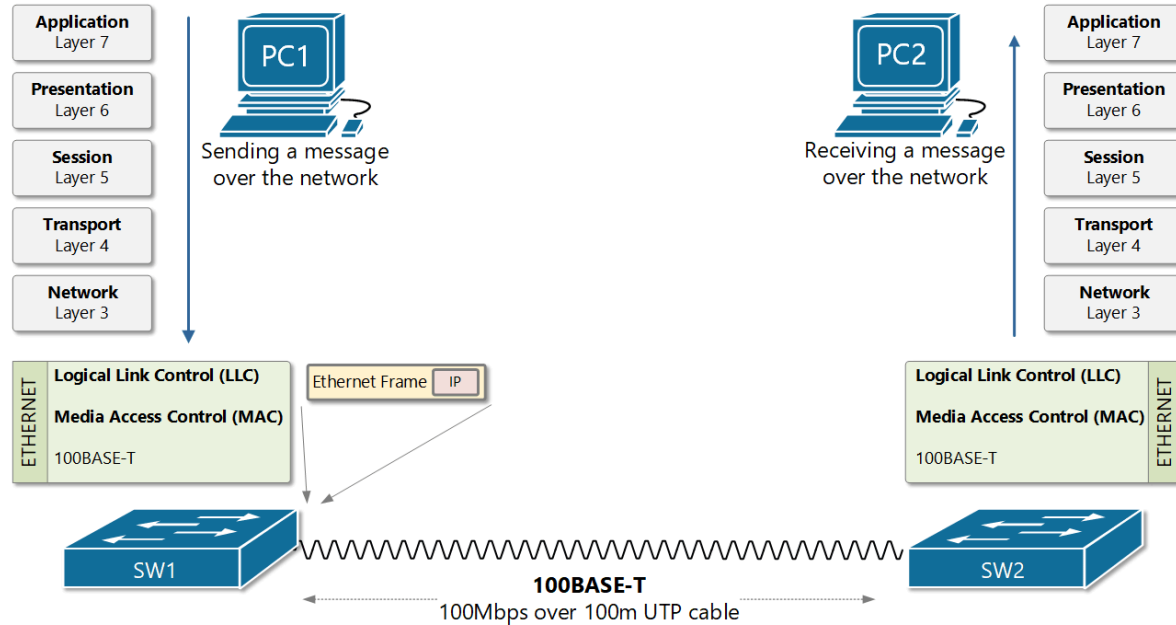 Application
Layer 7
Presentation
Layer 6
Session
Layer 5
Transport
Layer 4
Network
Layer 3
PC1
Sending a message
over the network
PC2
Receiving a message
over the network
Application
Layer 7
Presentation
Layer 6
Session
Layer 5
Transport
Layer 4
Network
Layer 3
ETHERNET
Logical Link Control (LLC)
Media Access Control (MAC)
100BASE-T
Ethernet Frame IP
Logical Link Control (LLC)
Media Access Control (MAC)
100BASE-T
ETHERNET
SW1
SW2
100BASE-T
100Mbps over 100m UTP cable